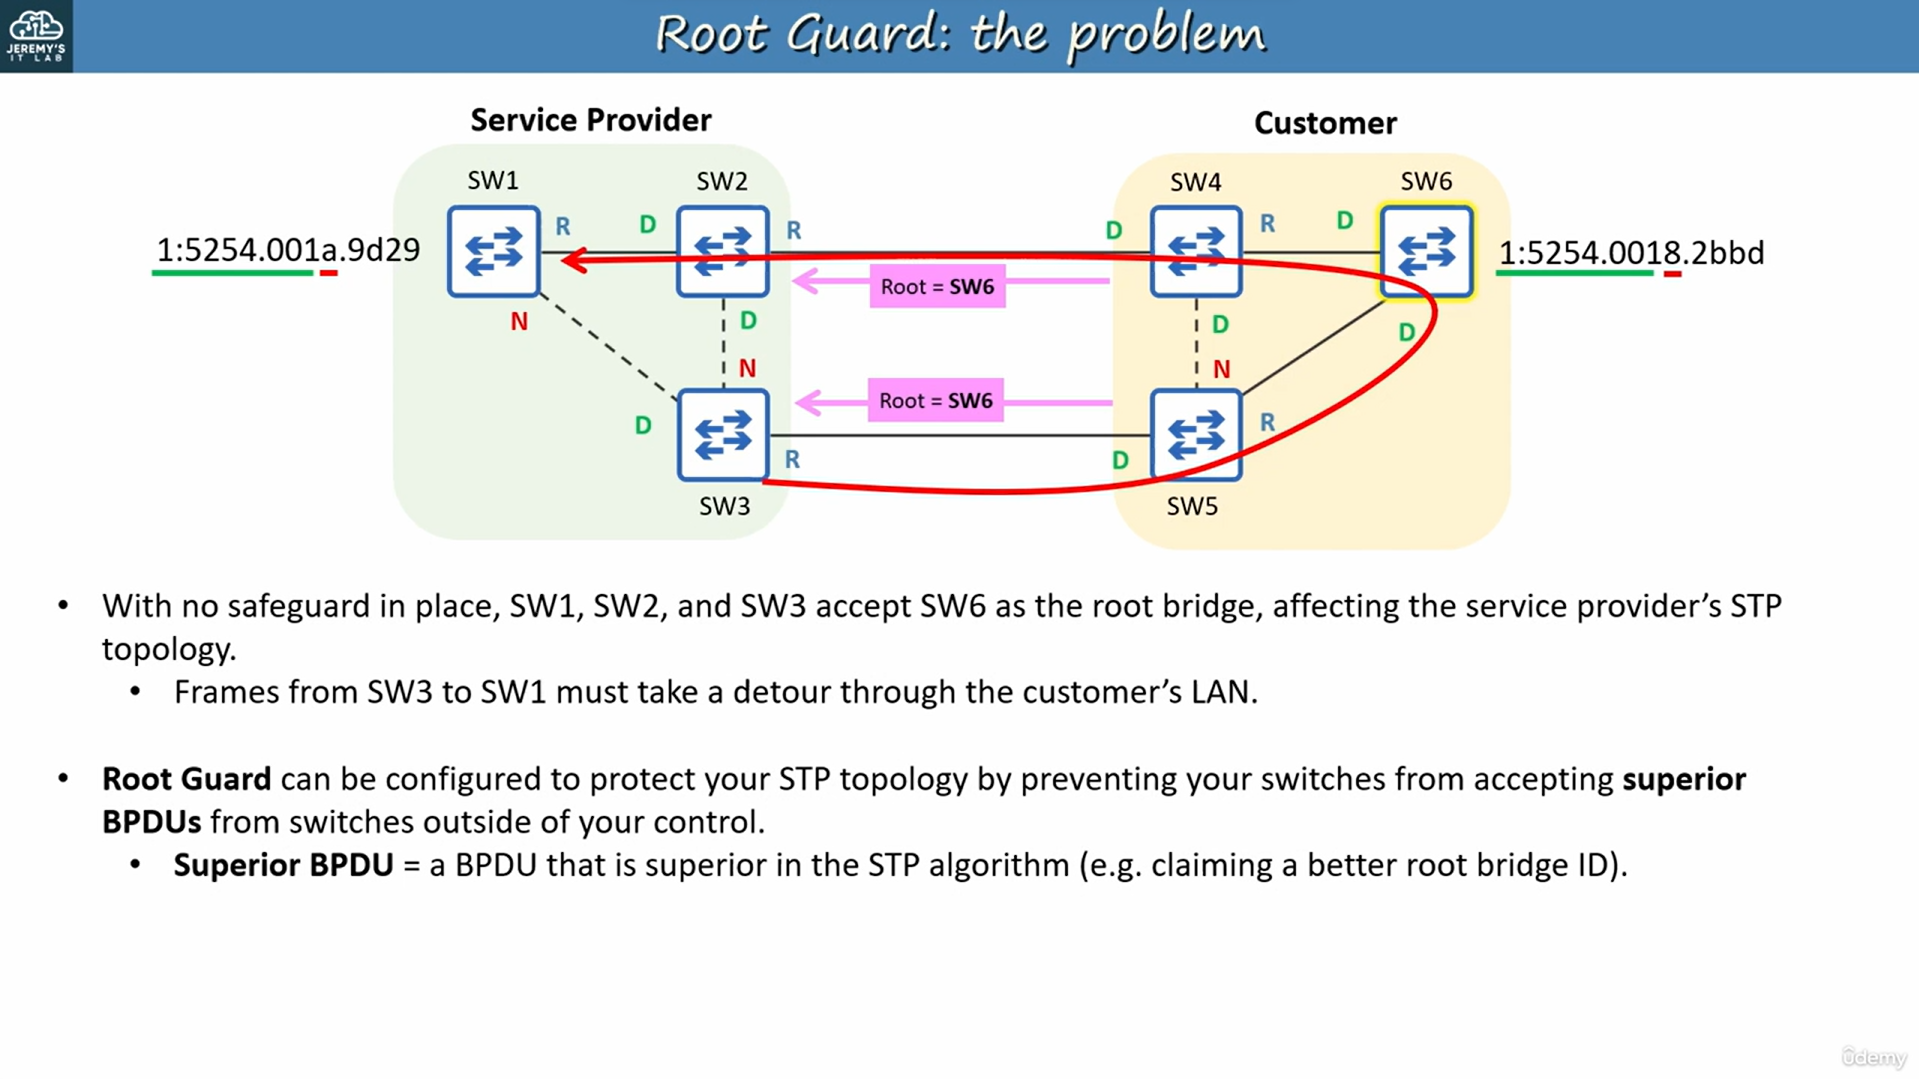 JEREMY'S
IT LAB
Root Guard: the problem
Service Provider
Customer
SW1
SW2
SW4
SW6
R
D
R
D
R
D
1:5254.001a.9d29
1:5254.0018.2bbd
Root = SW6
N
D
D
D
N
N
Root = SW6
D
R
R
D
SW3
SW5
• With no safeguard in place, SW1, SW2, and SW3 accept SW6 as the root bridge, affecting the service provider's STP
topology.
• Frames from SW3 to SW1 must take a detour through the customer's LAN.
• Root Guard can be configured to protect your STP topology by preventing your switches from accepting superior
BPDUs from switches outside of your control.
• Superior BPDU = a BPDU that is superior in the STP algorithm (e.g. claiming a better root bridge ID).
ûdemy